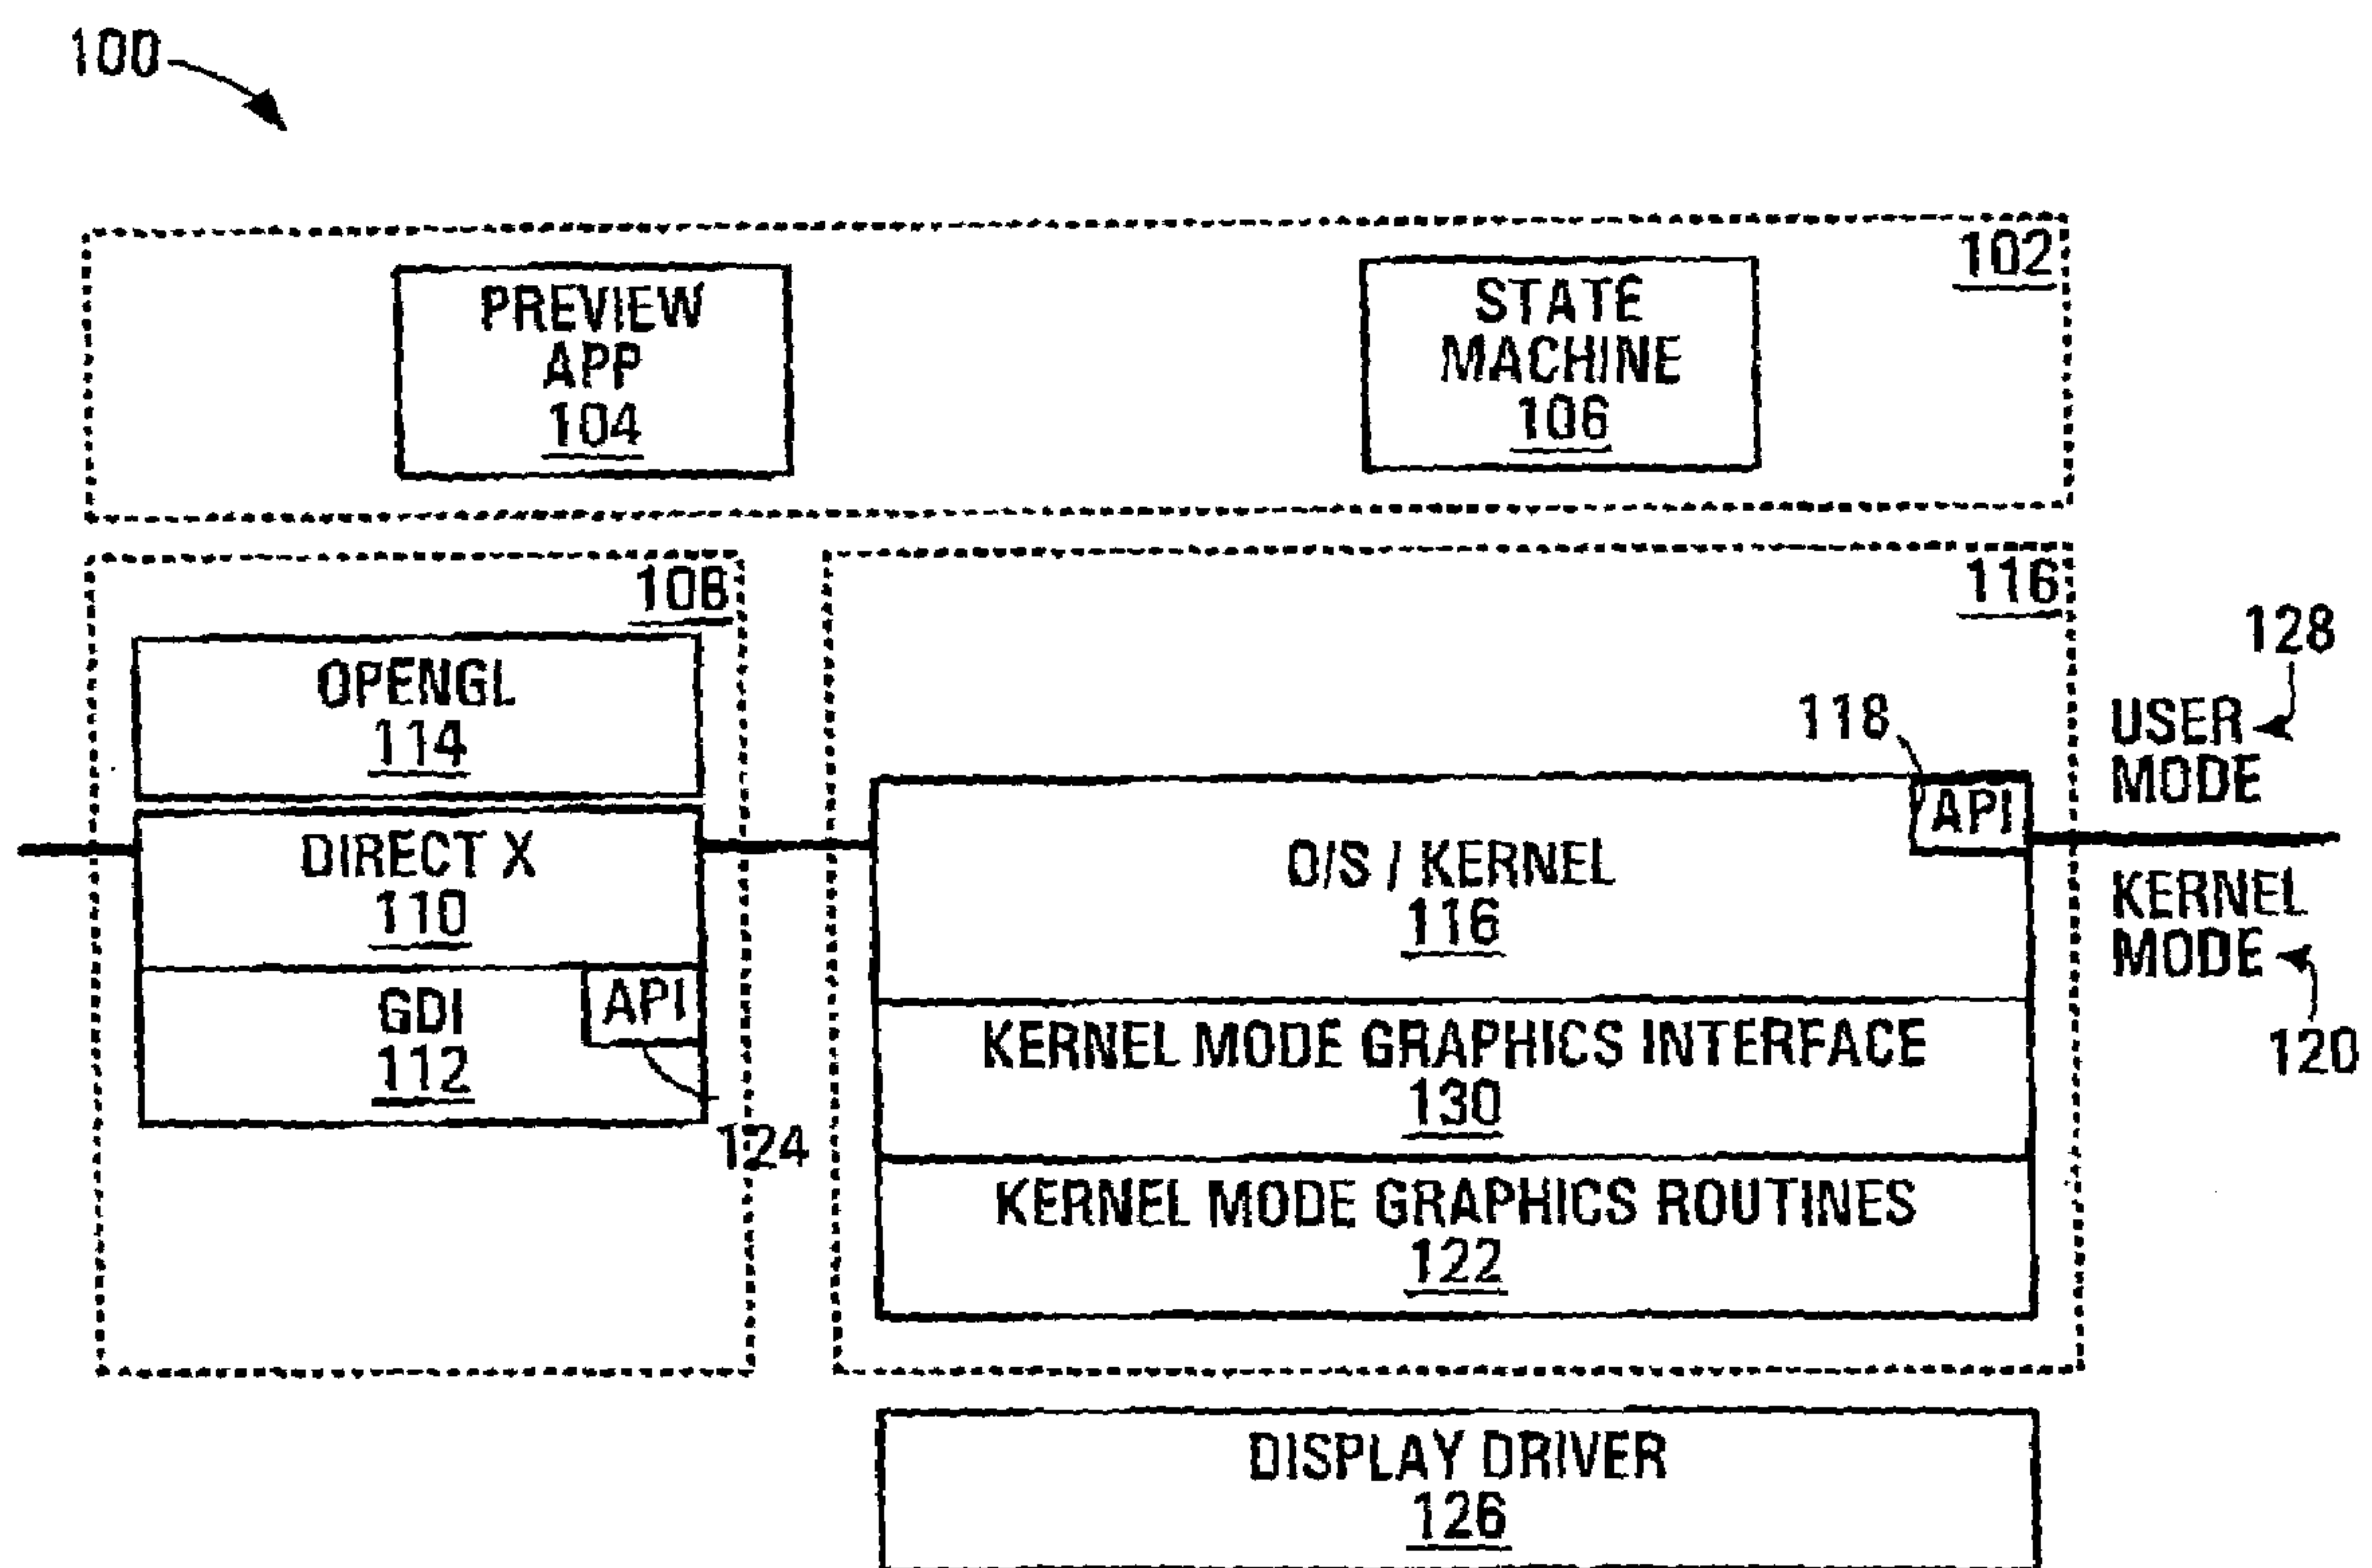 100
102
PREVIEW
APP
104
STATE
MACHINE
106
108
116
128
OPENGL
114
118
USER
MODE
API
DIRECT X
110
O/S / KERNEL
116
KERNEL
MODE
120
GDI
112
API
124
KERNEL MODE GRAPHICS INTERFACE
130
KERNEL MODE GRAPHICS ROUTINES
122
DISPLAY DRIVER
126